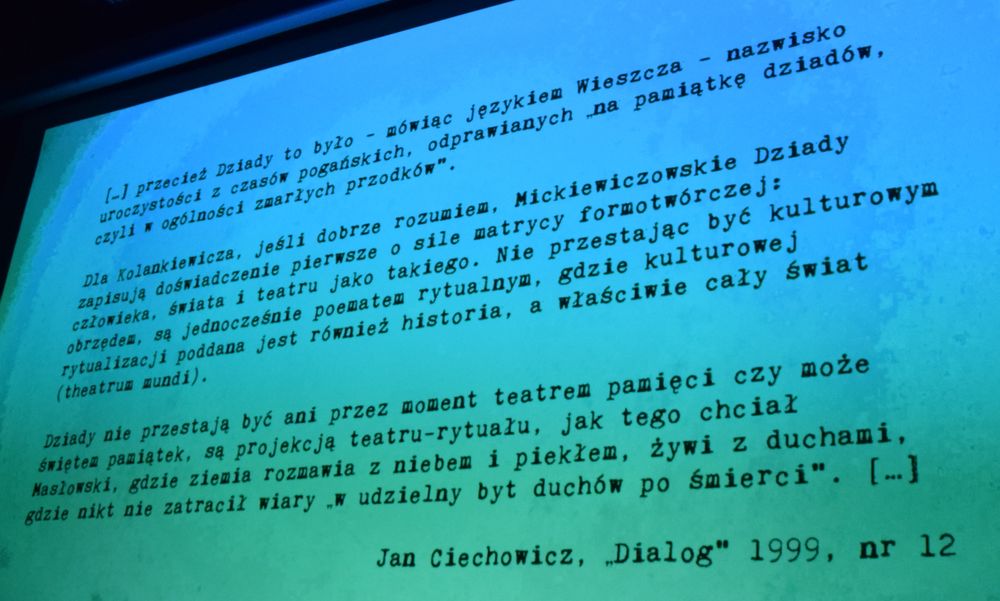 […] przecież Dziady to było – mówiąc językiem Wieszcza – nazwisko
uroczystości z czasów pogańskich, odprawianych „na pamiątkę dziadów,
czyli w ogólności zmarłych przodków".
Dla Kolankiewicza, jeśli dobrze rozumiem, Mickiewiczowskie Dziady
zapisują doświadczenie pierwsze o sile matrycy formotwórczej:
człowieka, świata i teatru jako takiego. Nie przestając być kulturowym
obrzędem, są jednocześnie poematem rytualnym, gdzie kulturowej
rytualizacji poddana jest również historia, a właściwie cały świat
(theatrum mundi).
Dziady nie przestają być ani przez moment teatrem pamięci czy może
świętem pamiątek, są projekcją teatru-rytuału, jak tego chciał
Masłowski, gdzie ziemia rozmawia z niebem i piekłem, żywi z duchami,
gdzie nikt nie zatracił wiary „w udzielny byt duchów po śmierci". […]
Jan Ciechowicz, „Dialog" 1999, nr 12